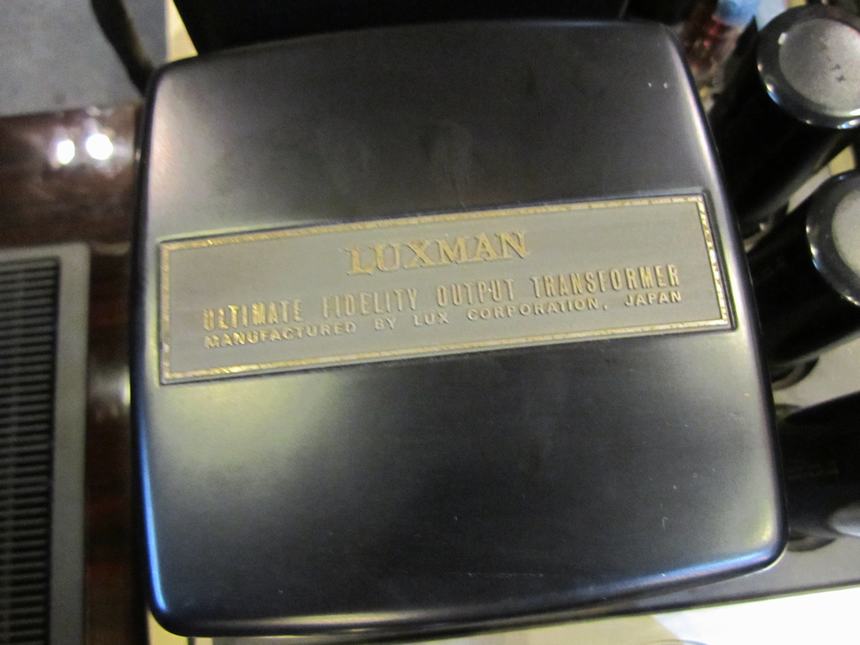 LUXMAN
ULTIMATE FIDELITY OUTPUT TRANSFORMER
MANUFACTURED BY LUX CORPORATION, JAPAN